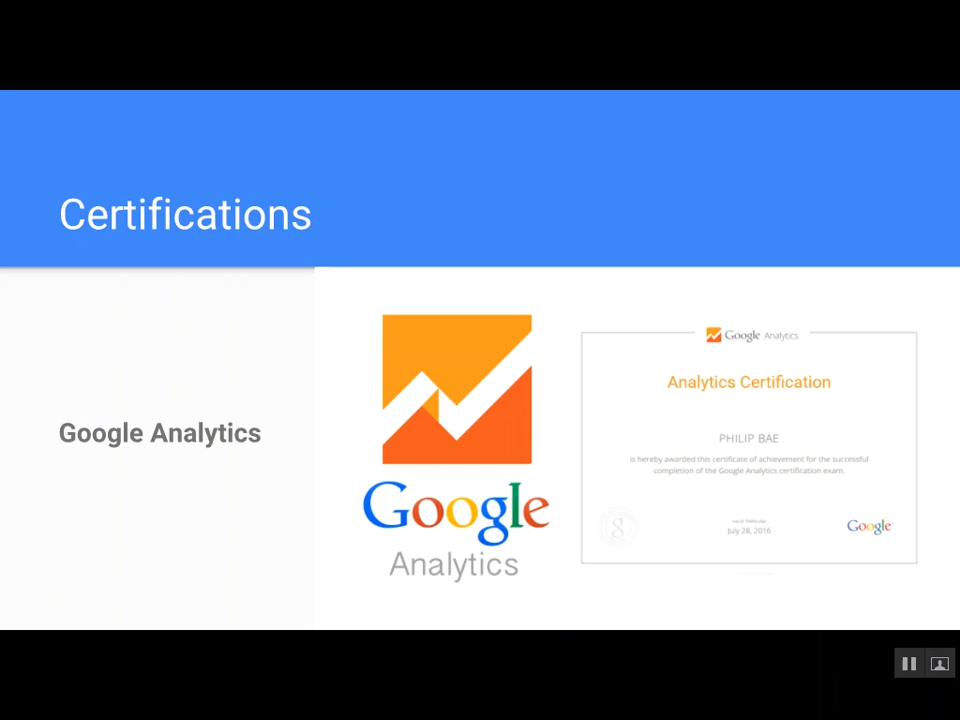 Certifications
Google Analytics
Google
Analytics
Google Analytics
Analytics Certification
PHILIP BAE
is hereby awarded this certificate of achievement for the successful
completion of the Google Analytics certification exam.
July 28, 2016
Google